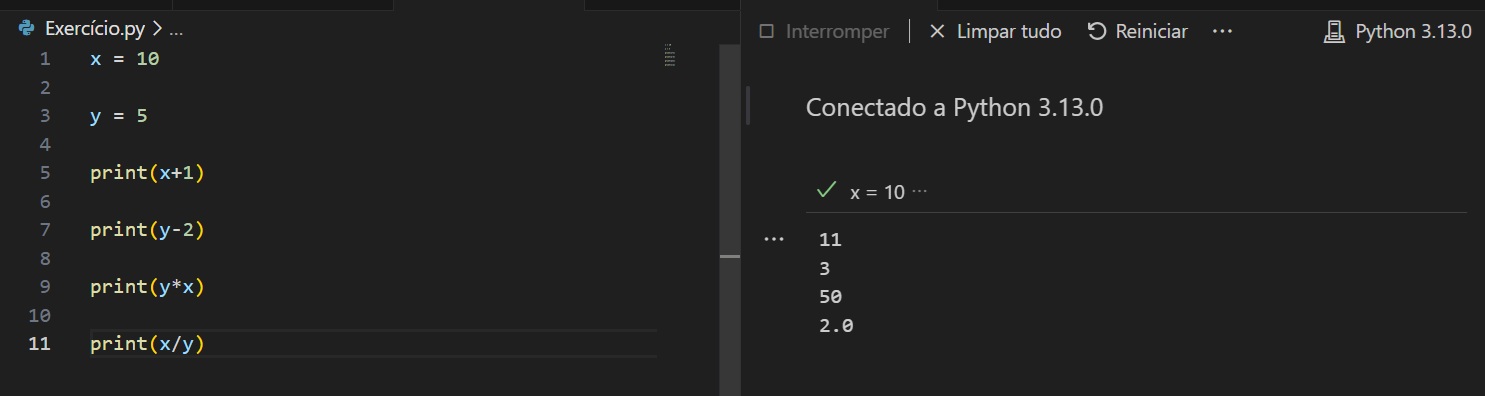 Exercício.py > ...
1 x = 10
2
3 y = 5
4
5 print(x+1)
6
7 print(y-2)
8
9 print(y*x)
10
11 print(x/y)
Interromper | Limpar tudo Reiniciar ... Python 3.13.0
Conectado a Python 3.13.0
x = 10 ...
...
11
3
50
2.0